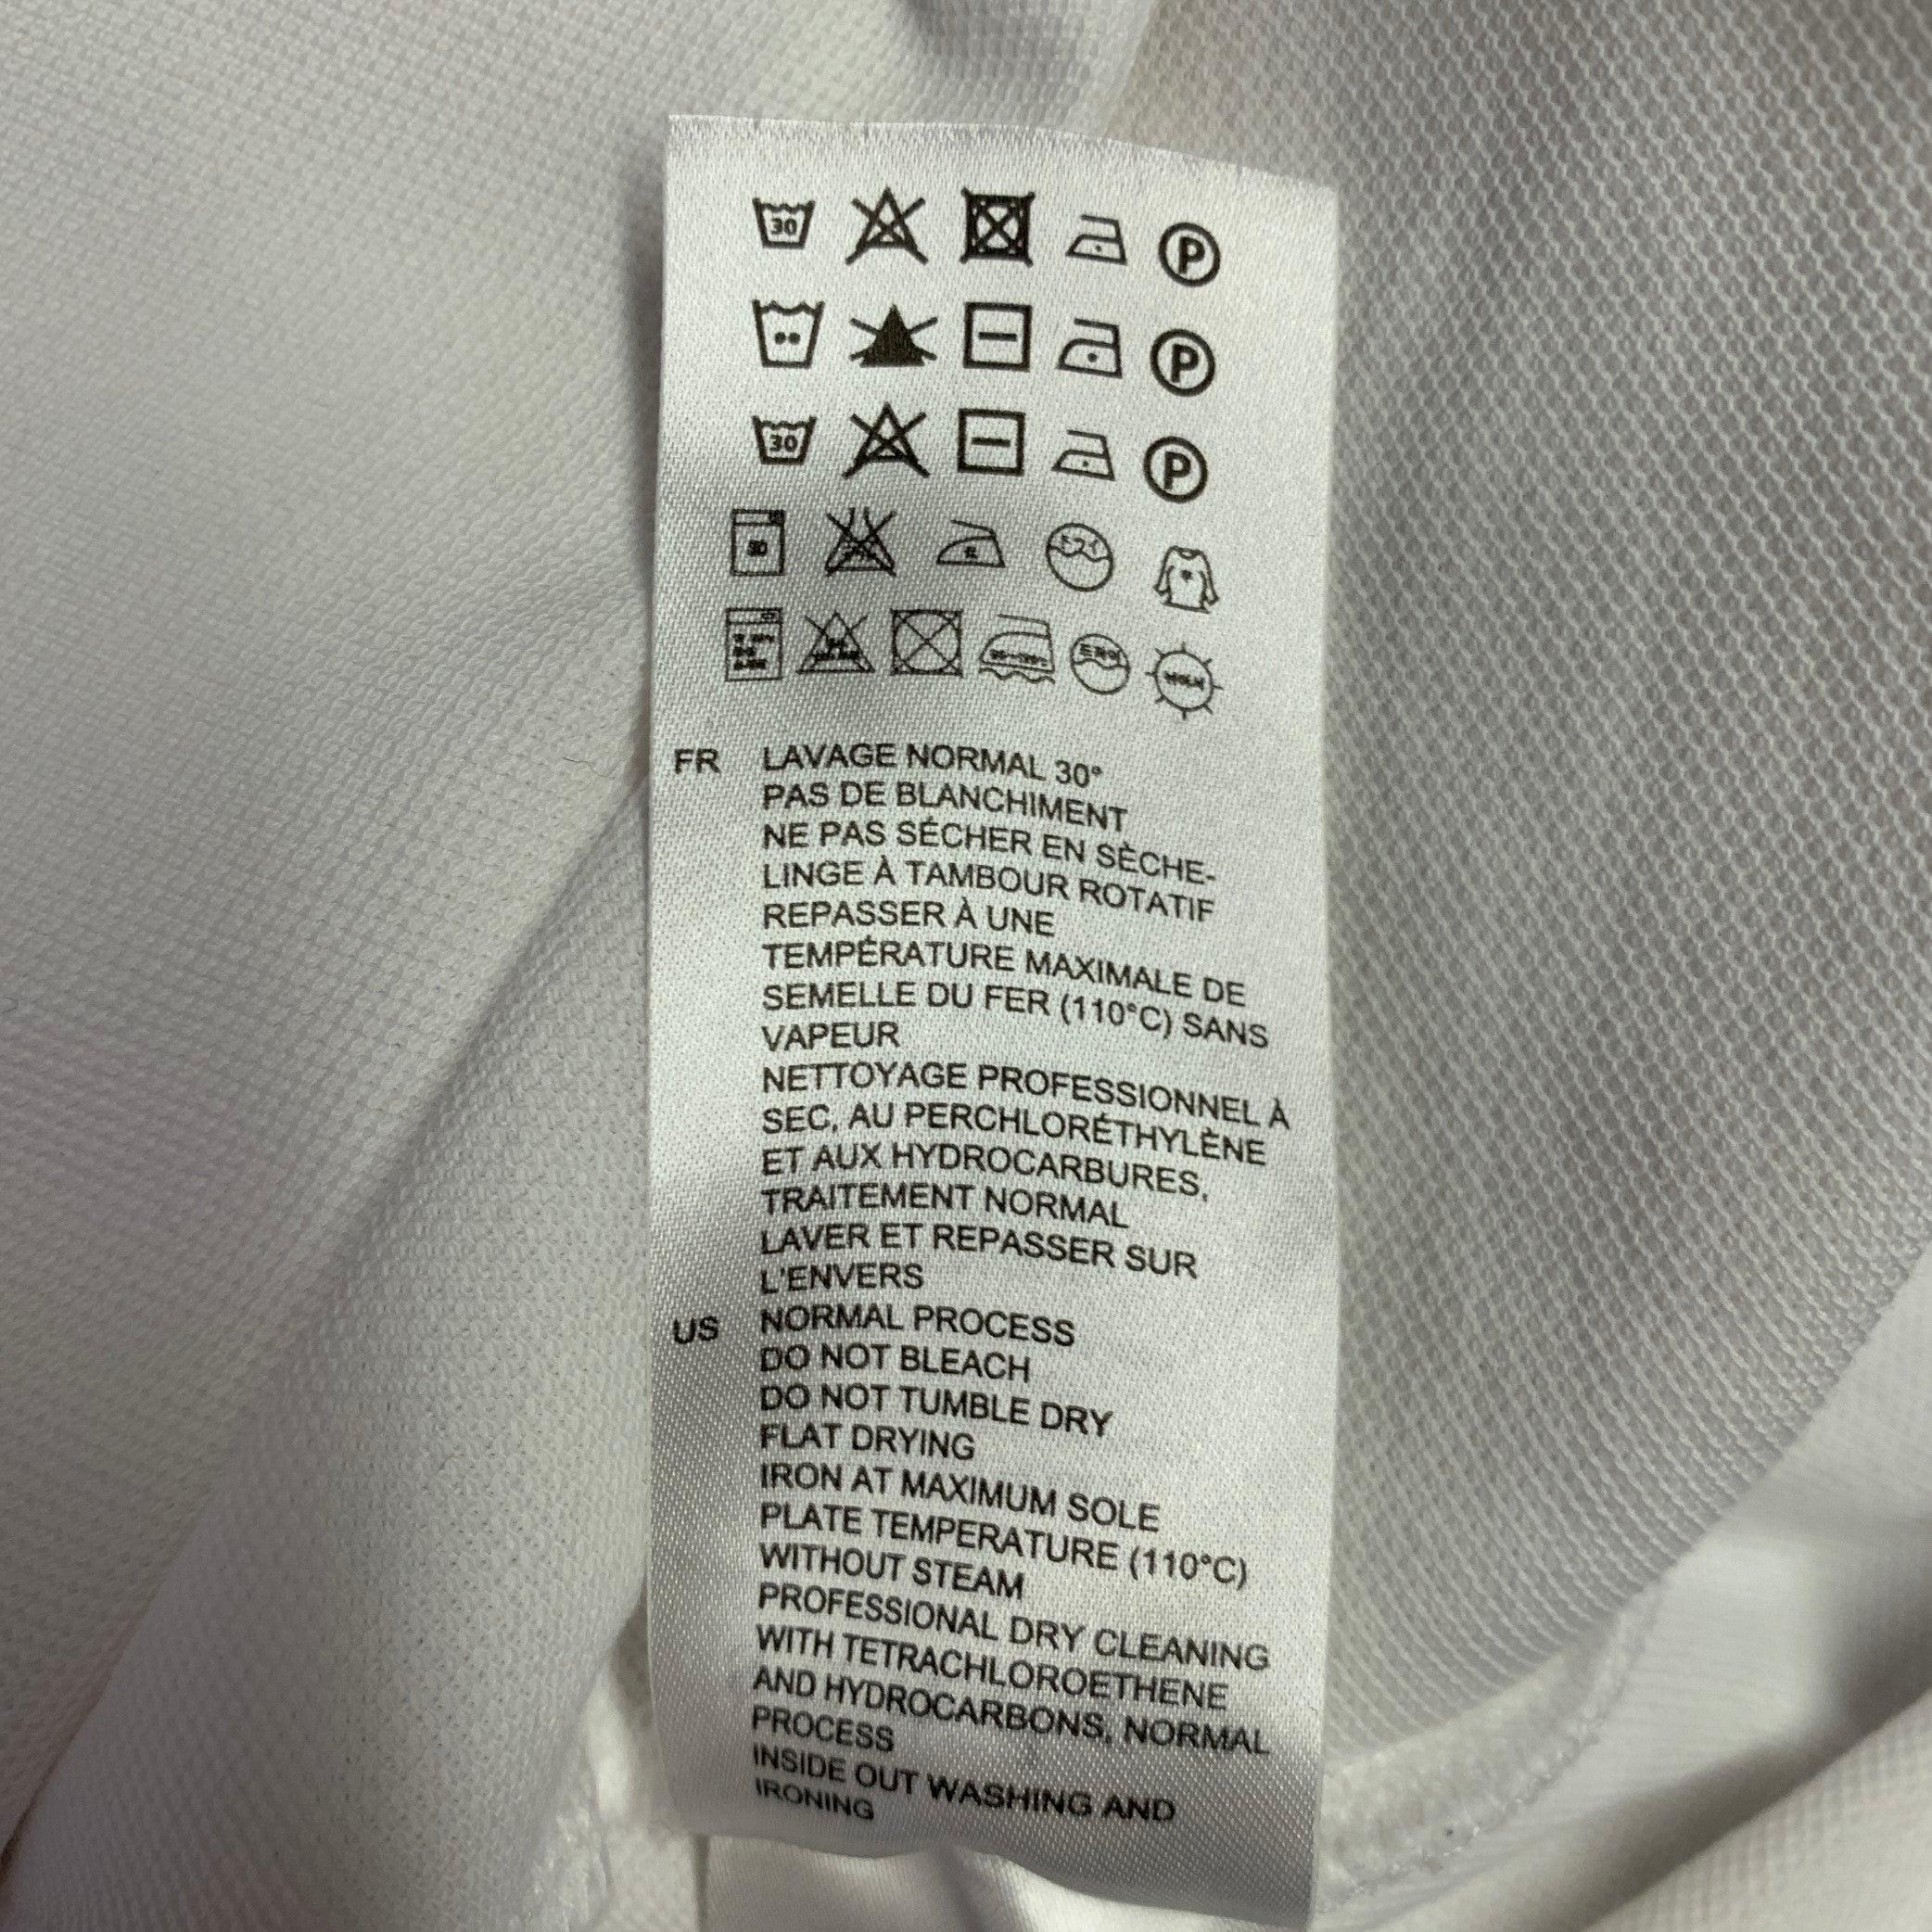 30 P
P
30 P
30
FR LAVAGE NORMAL 30°
PAS DE BLANCHIMENT
NE PAS SÉCHER EN SÈCHE-
LINGE À TAMBOUR ROTATIF
REPASSER À UNE
TEMPÉRATURE MAXIMALE DE
SEMELLE DU FER (110°C) SANS
VAPEUR
NETTOYAGE PROFESSIONNEL À
SEC, AU PERCHLORÉTHYLÈNE
ET AUX HYDROCARBURES,
TRAITEMENT NORMAL
LAVER ET REPASSER SUR
L'ENVERS
US NORMAL PROCESS
DO NOT BLEACH
DO NOT TUMBLE DRY
FLAT DRYING
IRON AT MAXIMUM SOLE
PLATE TEMPERATURE (110°C)
WITHOUT STEAM
PROFESSIONAL DRY CLEANING
WITH TETRACHLOROETHENE
AND HYDROCARBONS, NORMAL
PROCESS
INSIDE OUT WASHING AND
IRONING